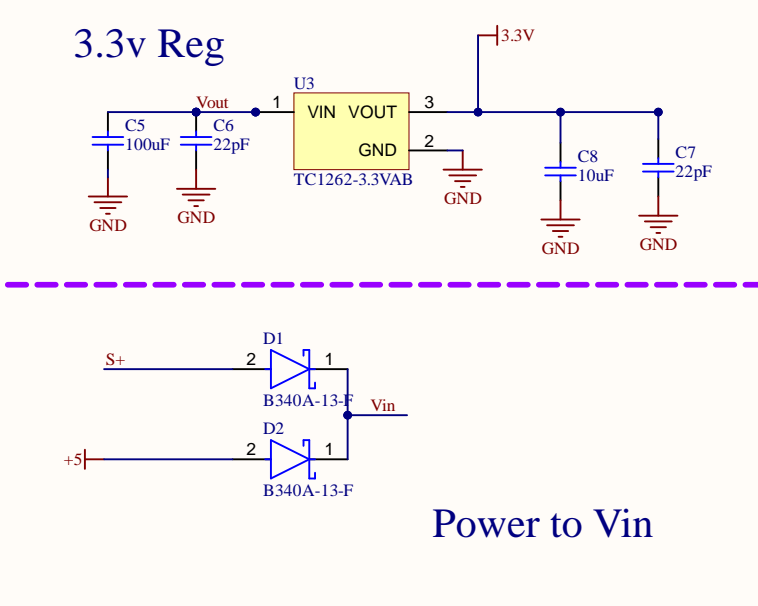 3.3v Reg
3.3V
U3
Vout
1
VIN VOUT
3
C5
100uF
C6
22pF
GND
2
TC1262-3.3VAB
C8
10uF
C7
22pF
GND
GND
GND
GND
GND
D1
S+
2
1
B340A-13-F
Vin
D2
+5
2
1
B340A-13-F
Power to Vin